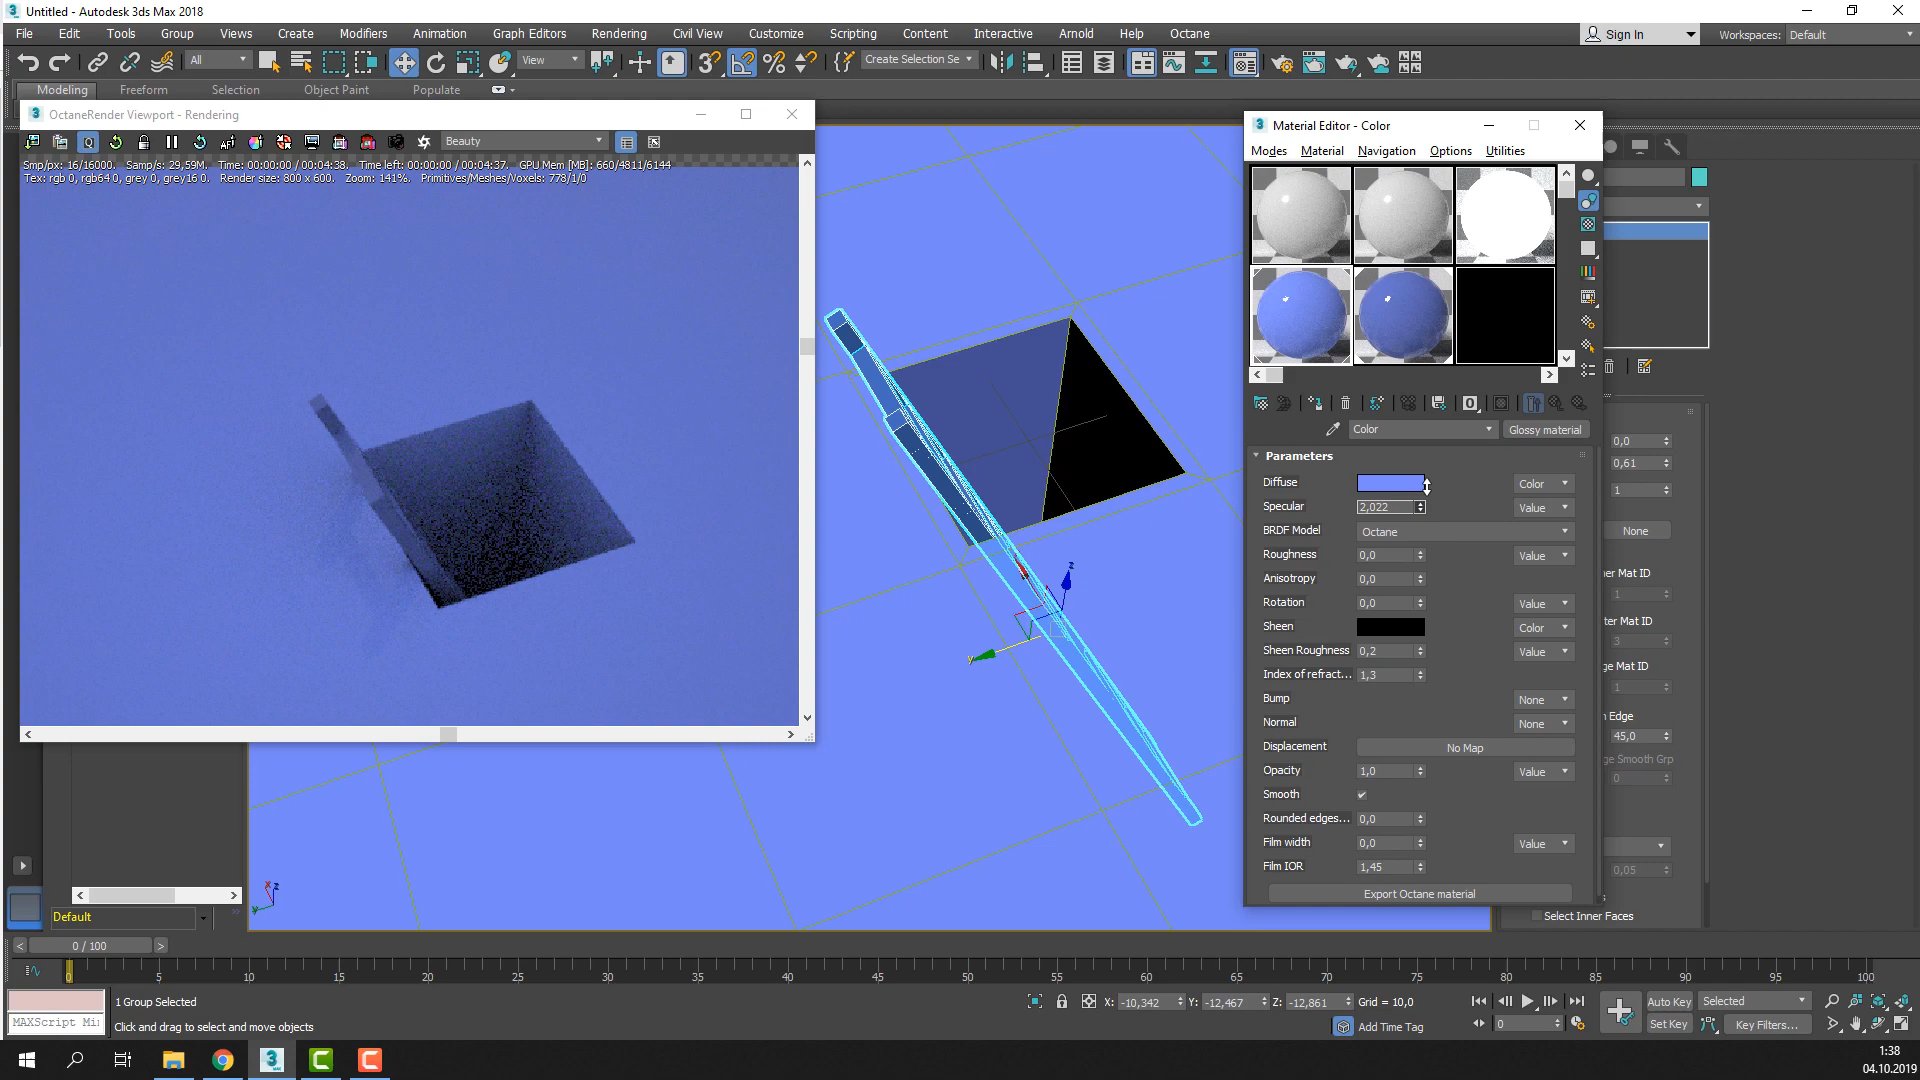 Untitled - Autodesk 3ds Max 2018
File Edit Tools Group Views Create Modifiers Animation Graph Editors Rendering Civil View Customize Scripting Content Interactive Arnold Help Octane
Sign In
Workspaces: Default
All
View
Create Selection Se
Modeling Freeform Selection Object Paint Populate
OctaneRender Viewport - Rendering
Beauty
Smp/px: 16/16000. Samp/s: 29,59M. Time: 00:00:00 / 00:04:38. Time left: 00:00:00 / 00:04:37. GPU Mem [MB]: 660/4811/6144
Tex: rgb 0, rgb64 0, grey 0, grey16 0. Render size: 800 x 600. Zoom: 141%. Primitives/Meshes/Voxels: 778/1/0
Material Editor - Color
Modes Material Navigation Options Utilities
Color
Glossy material
Parameters
Diffuse Color
Specular 2,022 Value
BRDF Model Octane
Roughness 0,0 Value
Anisotropy 0,0
Rotation 0,0 Value
Sheen Color
Sheen Roughness 0,2 Value
Index of refract... 1,3
Bump None
Normal None
Displacement No Map
Opacity 1,0 Value
Smooth
Rounded edges... 0,0
Film width 0,0 Value
Film IOR 1,45
Export Octane material
0,0
0,61
1
None
ner Mat ID
1
ter Mat ID
3
ge Mat ID
1
n Edge
45,0
ge Smooth Grp
0
0,05
Select Inner Faces
z
y
x z
y
Default
0 / 100
0 5 10 15 20 25 30 35 40 45 50 55 60 65 70 75 80 85 90 95 100
1 Group Selected
X: -10,342 Y: -12,467 Z: -12,861 Grid = 10,0
Auto Key Selected
MAXScript Mi
Click and drag to select and move objects
Add Time Tag
0
Set Key Key Filters...
1:38
04.10.2019